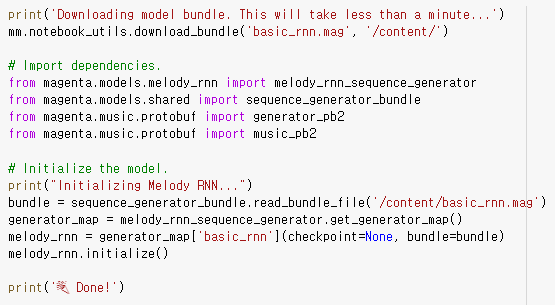 print('Downloading model bundle. This will take less than a minute...')
mm.notebook_utils.download_bundle('basic_rnn.mag', '/content/')
# Import dependencies.
from magenta.models.melody_rnn import melody_rnn_sequence_generator
from magenta.models.shared import sequence_generator_bundle
from magenta.music.protobuf import generator_pb2
from magenta.music.protobuf import music_pb2
# Initialize the model.
print("Initializing Melody RNN...")
bundle = sequence_generator_bundle.read_bundle_file('/content/basic_rnn.mag')
generator_map = melody_rnn_sequence_generator.get_generator_map()
melody_rnn = generator_map['basic_rnn'](checkpoint=None, bundle=bundle)
melody_rnn.initialize()
print('🎉 Done!')